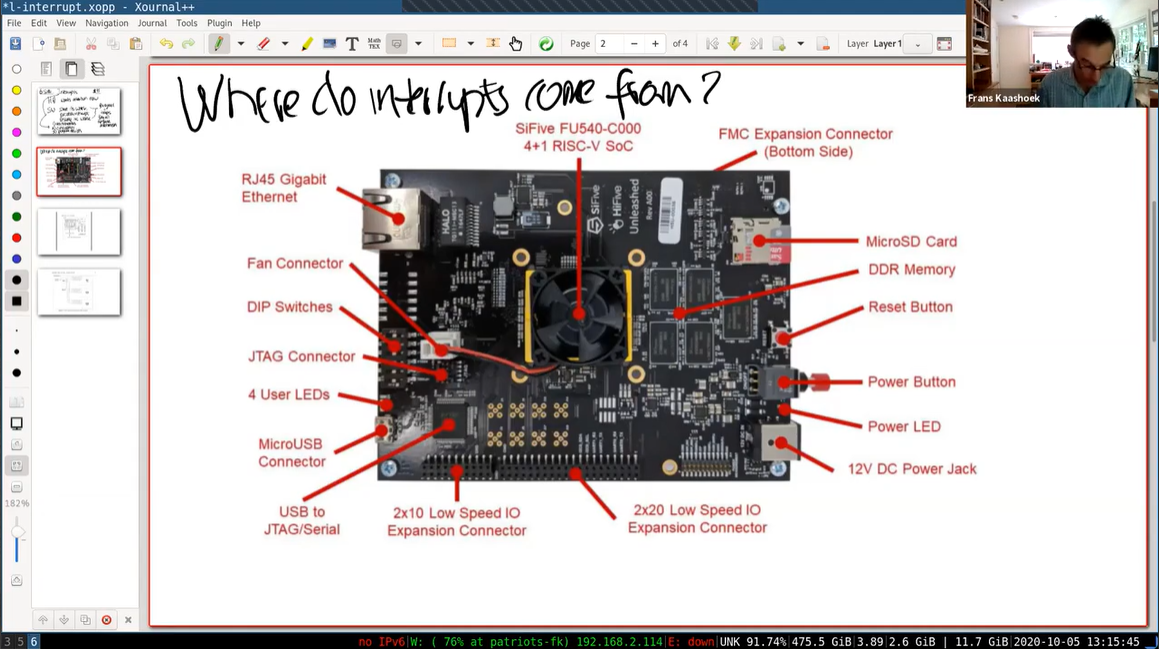 *l-interrupt.xopp - Xournal++
File Edit View Navigation Journal Tools Plugin Help
Page 2 of 4 Layer Layer 1
Frans Kaashoek
Where do interrupts come from?
SiFive FU540-C000
4+1 RISC-V SoC
FMC Expansion Connector
(Bottom Side)
RJ45 Gigabit
Ethernet
Fan Connector
DIP Switches
JTAG Connector
4 User LEDs
MicroUSB
Connector
USB to
JTAG/Serial
2x10 Low Speed IO
Expansion Connector
2x20 Low Speed IO
Expansion Connector
MicroSD Card
DDR Memory
Reset Button
Power Button
Power LED
12V DC Power Jack
HALO
SiFive
HiFive
Unleashed
Rev A00
182%
3 5 6
no IPv6|W: ( 76% at patriots-fk) 192.168.2.114|E: down|UNK 91.74%|475.5 GiB|3.89|2.6 GiB | 11.7 GiB|2020-10-05 13:15:45